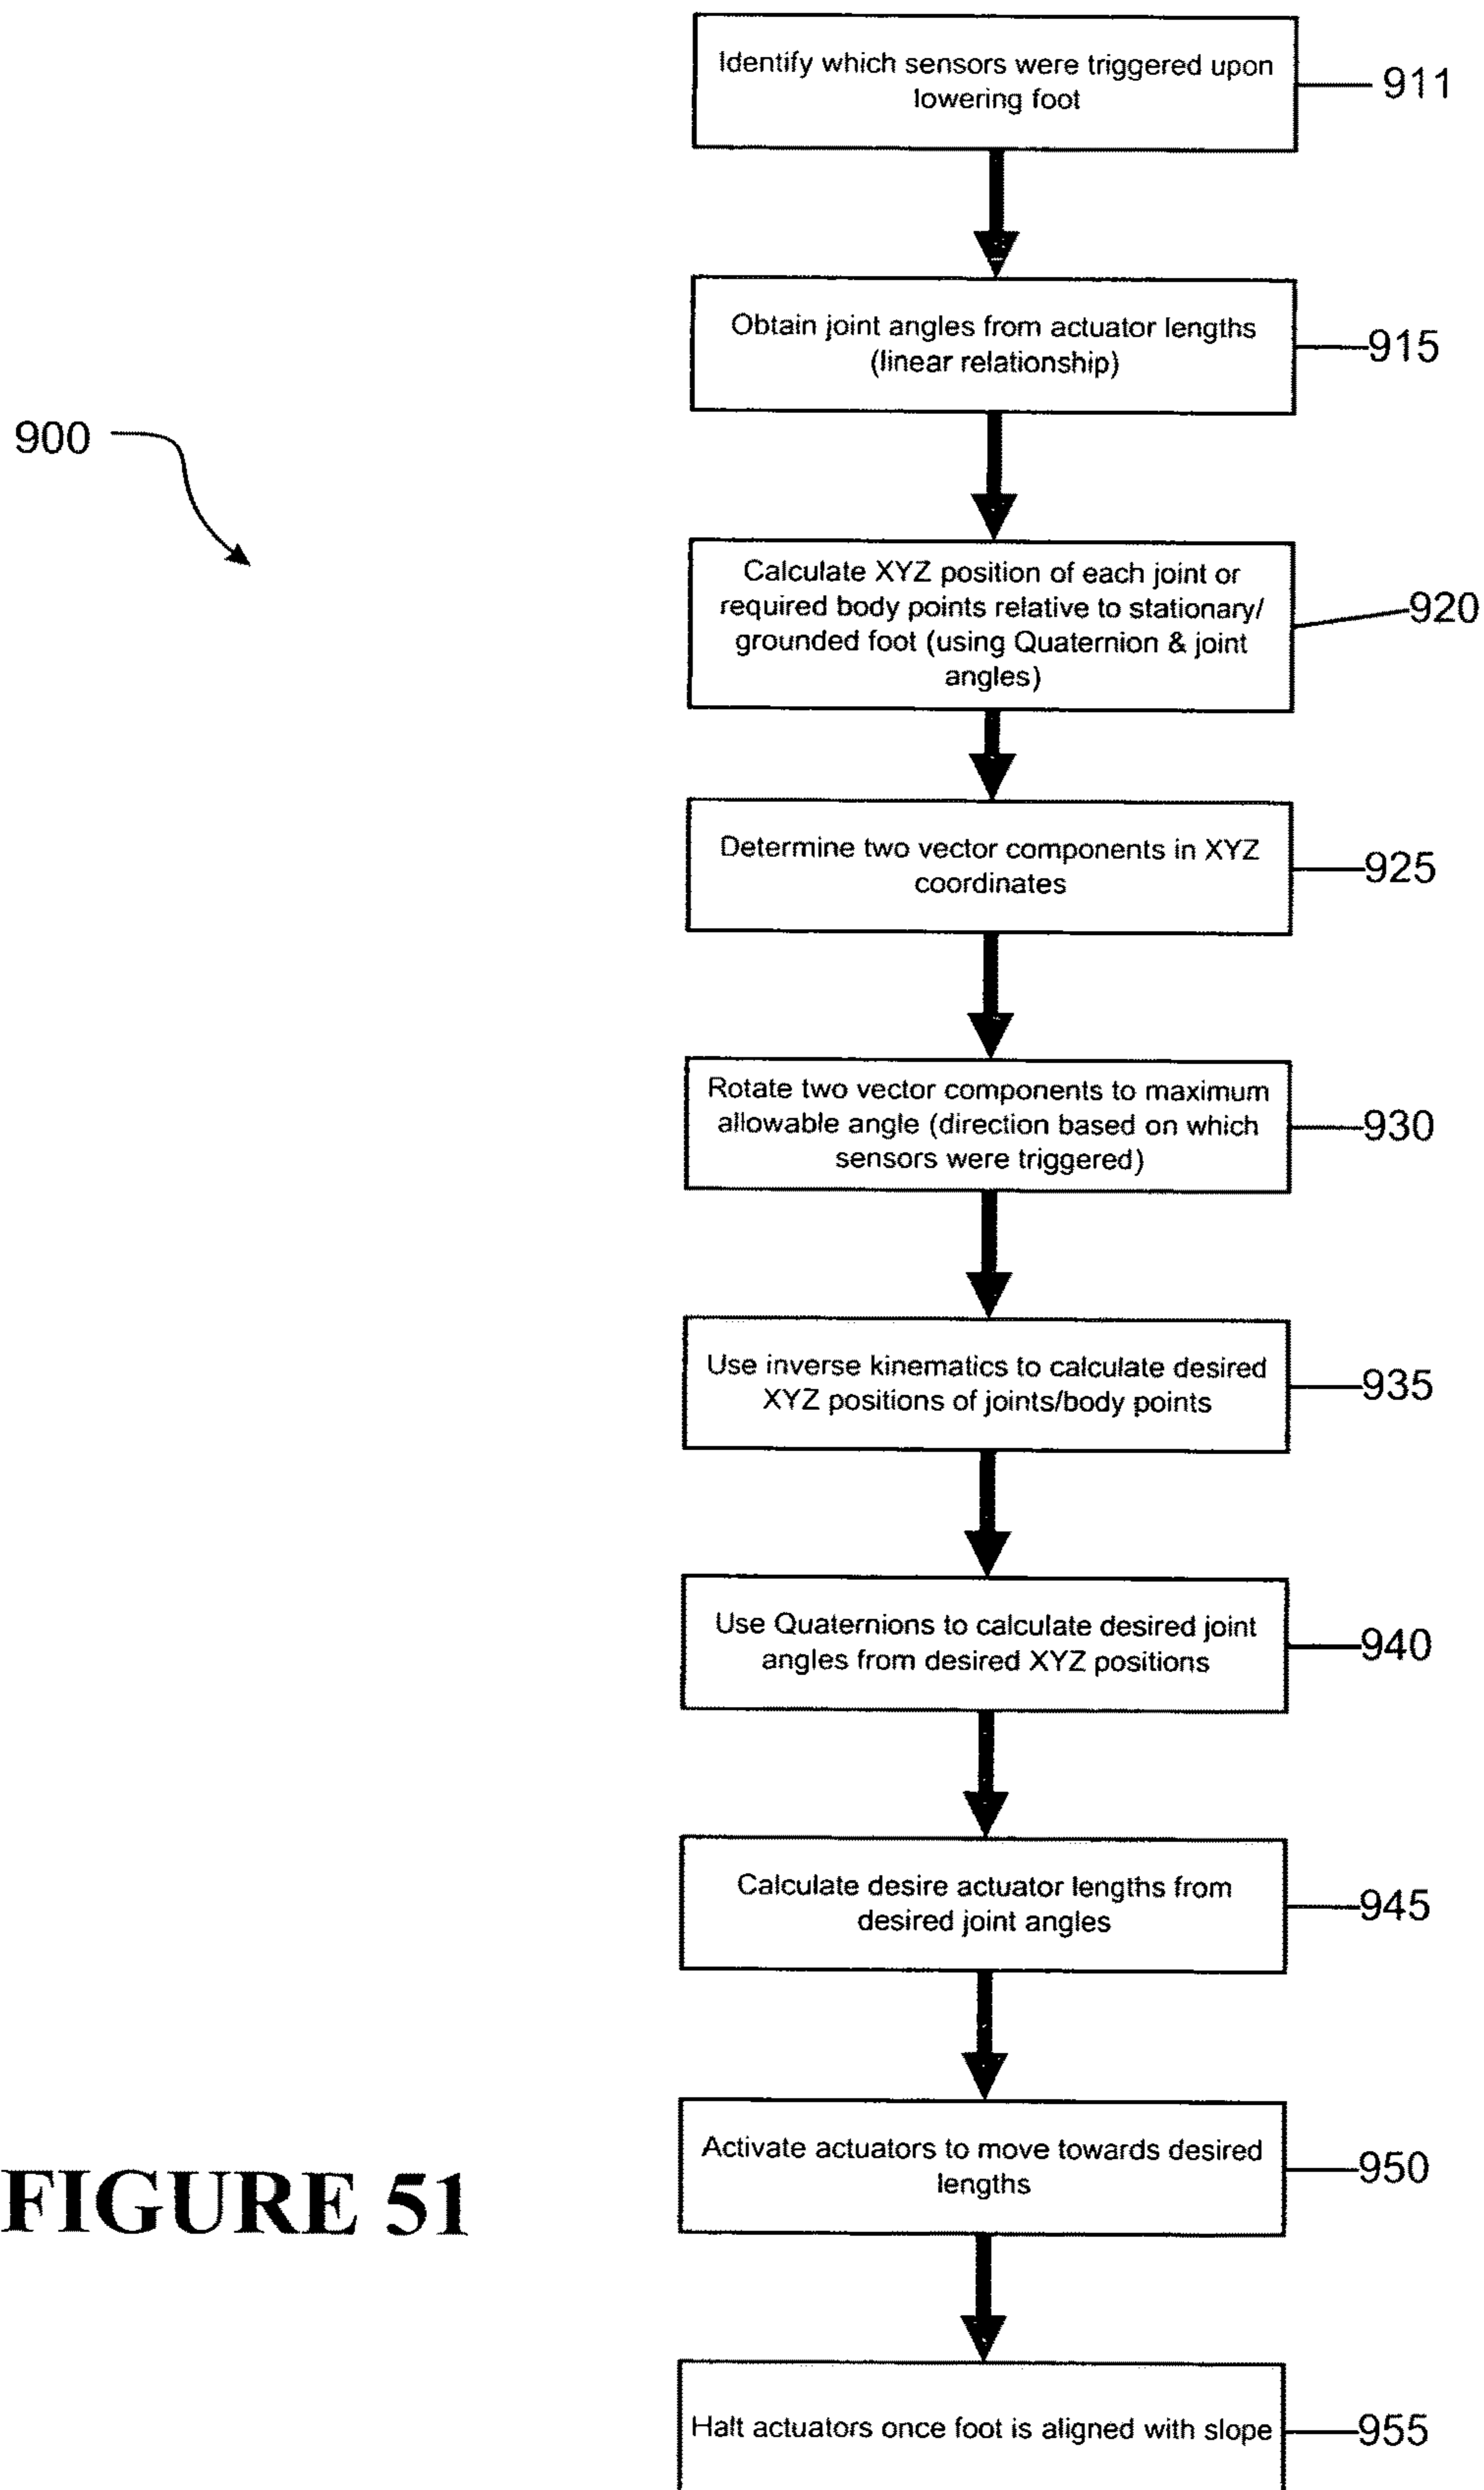 Identify which sensors were triggered upon
lowering foot
911
Obtain joint angles from actuator lengths
(linear relationship)
915
900
Calculate XYZ position of each joint or
required body points relative to stationary/
grounded foot (using Quaternion & joint
angles)
920
Determine two vector components in XYZ
coordinates
925
Rotate two vector components to maximum
allowable angle (direction based on which
sensors were triggered)
930
Use inverse kinematics to calculate desired
XYZ positions of joints/body points
935
Use Quaternions to calculate desired joint
angles from desired XYZ positions
940
Calculate desire actuator lengths from
desired joint angles
945
Activate actuators to move towards desired
lengths
950
FIGURE 51
Halt actuators once foot is aligned with slope
955